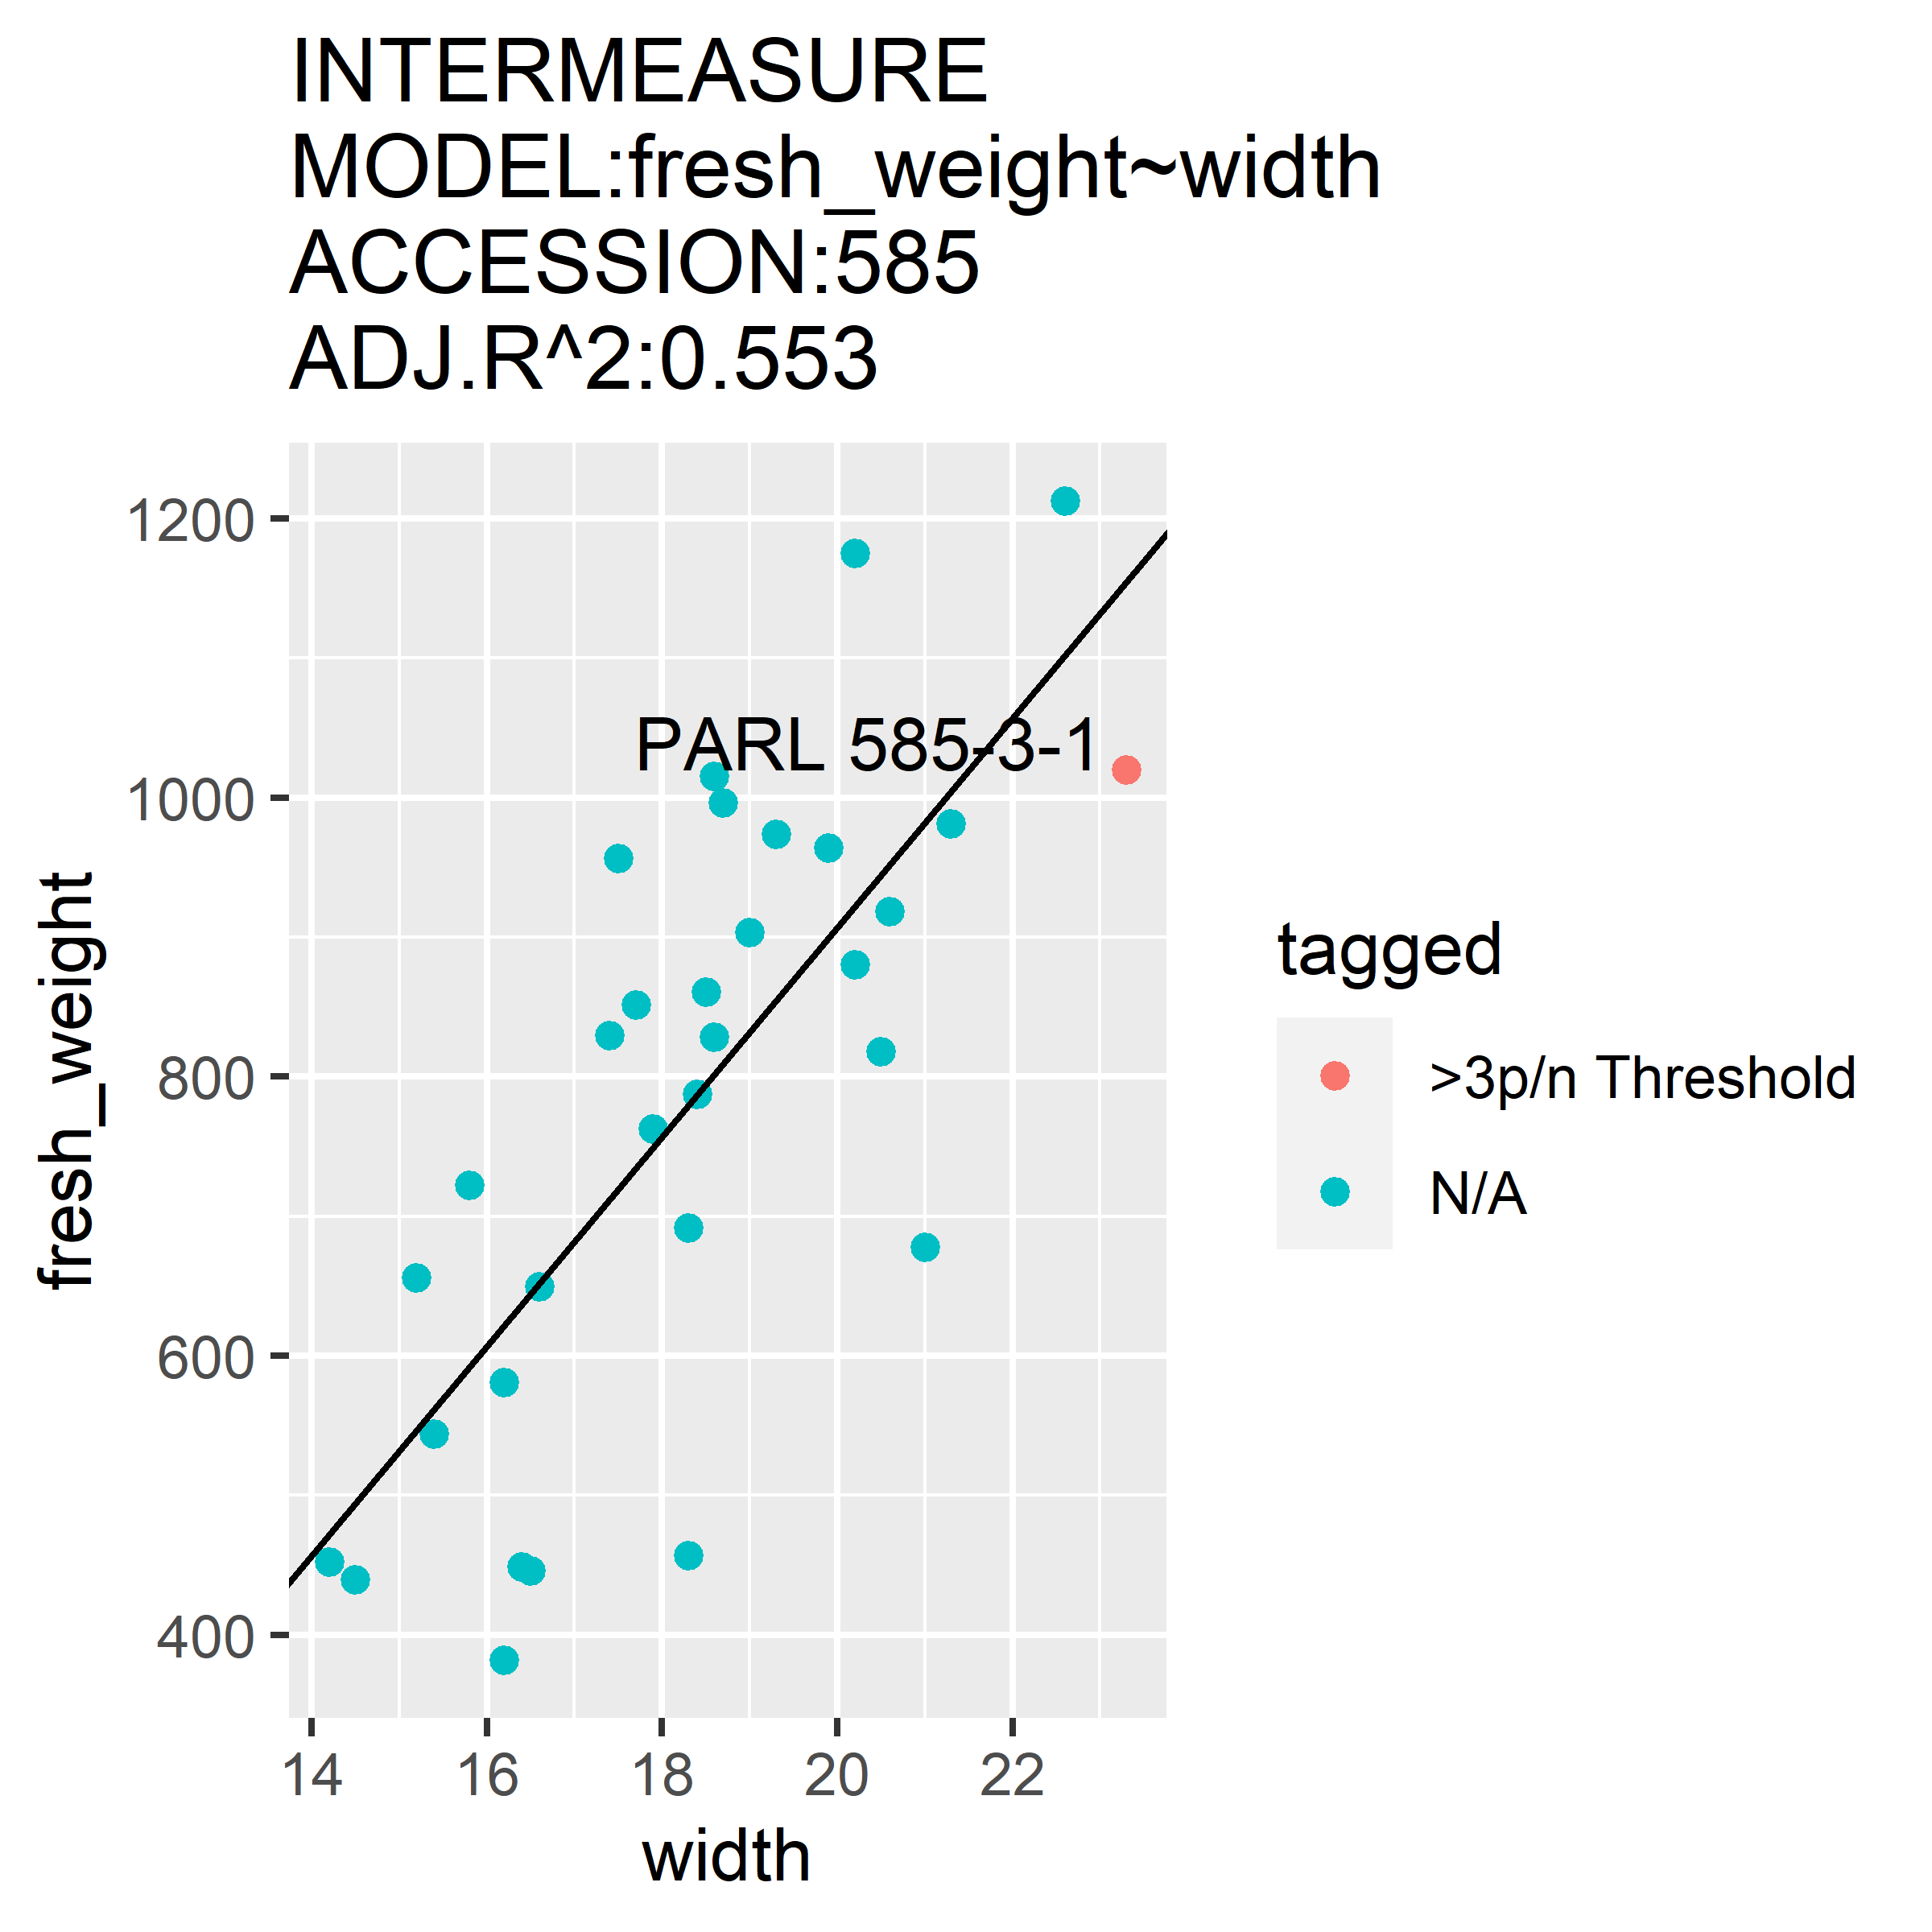 INTERMEASURE
MODEL:fresh_weight~width
ACCESSION:585
ADJ.R^2:0.553
1200
1000
800
600
400
fresh_weight
PARL 585-3-1
14 16 18 20 22
width
tagged
>3p/n Threshold
N/A